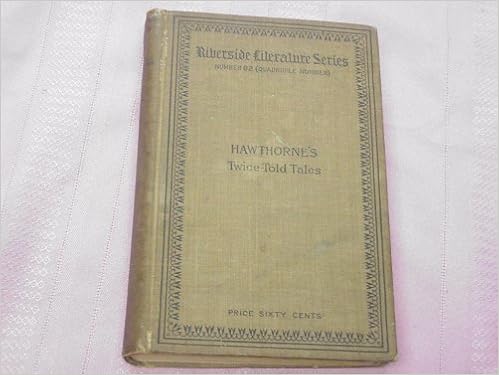 Riverside Literature Series
NUMBER 82 (QUADRUPLE NUMBER)
HAWTHORNE'S
Twice-Told Tales
PRICE SIXTY CENTS